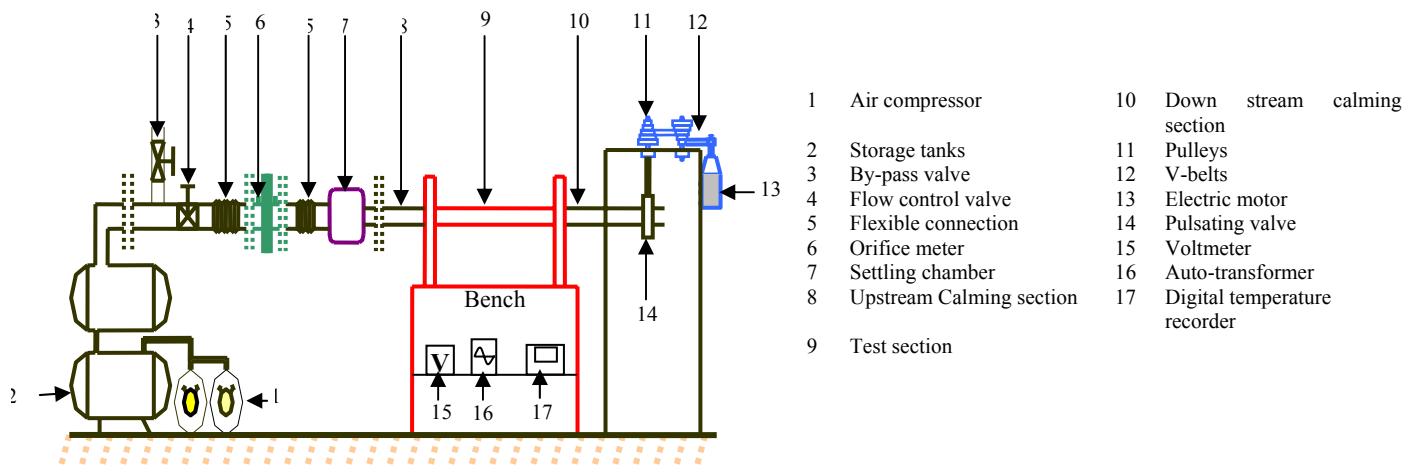 3 4 5 6 5 7 8 9 10 11 12
13
14
Bench
V
15 16 17
2
1
1 Air compressor
2 Storage tanks
3 By-pass valve
4 Flow control valve
5 Flexible connection
6 Orifice meter
7 Settling chamber
8 Upstream Calming section
9 Test section
10 Down stream calming
section
11 Pulleys
12 V-belts
13 Electric motor
14 Pulsating valve
15 Voltmeter
16 Auto-transformer
17 Digital temperature
recorder